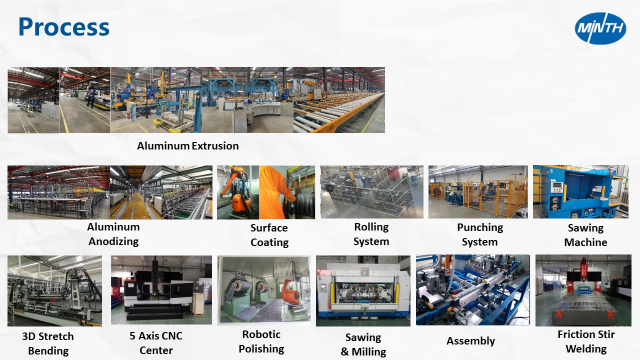 Process
MINTH
Aluminum Extrusion
Aluminum
Anodizing
Surface
Coating
Rolling
System
Punching
System
Sawing
Machine
3D Stretch
Bending
5 Axis CNC
Center
Robotic
Polishing
Sawing
& Milling
Assembly
Friction Stir
Welding